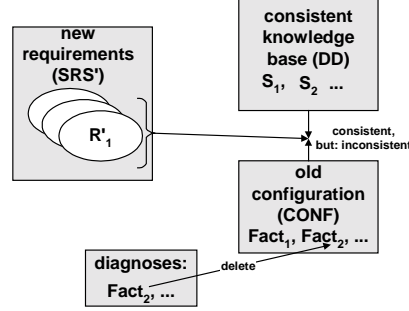 new
requirements
(SRS')
R'1
consistent
knowledge
base (DD)
S1, S2 ...
consistent,
but: inconsistent
old
configuration
(CONF)
Fact1, Fact2, ...
diagnoses:
Fact2, ...
delete